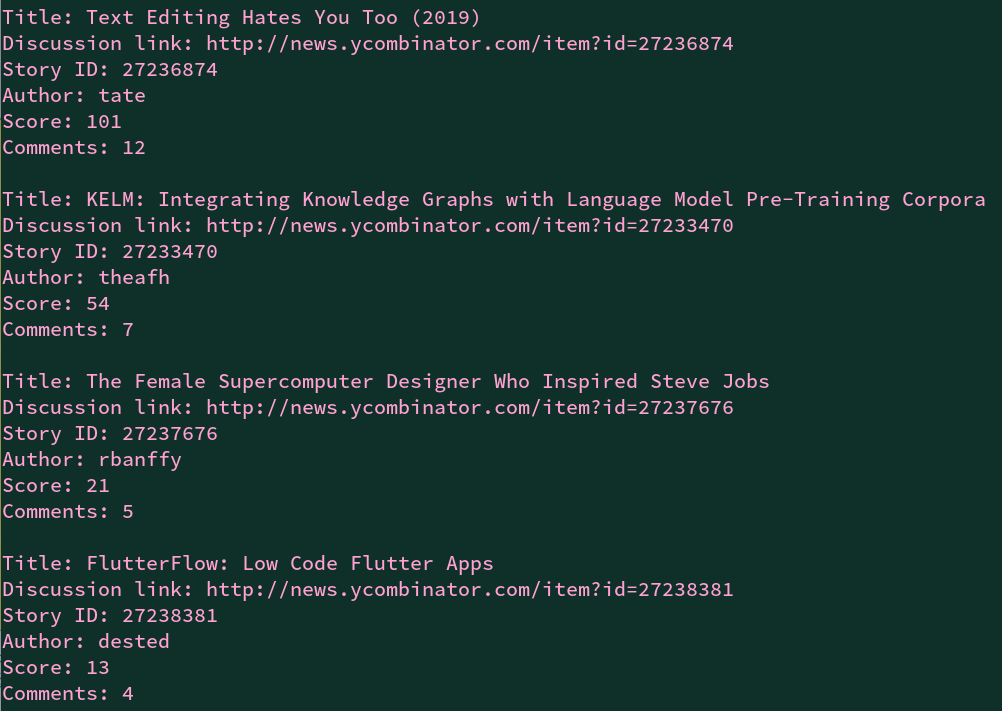 Title: Text Editing Hates You Too (2019)
Discussion link: http://news.ycombinator.com/item?id=27236874
Story ID: 27236874
Author: tate
Score: 101
Comments: 12

Title: KELM: Integrating Knowledge Graphs with Language Model Pre-Training Corpora
Discussion link: http://news.ycombinator.com/item?id=27233470
Story ID: 27233470
Author: theafh
Score: 54
Comments: 7

Title: The Female Supercomputer Designer Who Inspired Steve Jobs
Discussion link: http://news.ycombinator.com/item?id=27237676
Story ID: 27237676
Author: rbanffy
Score: 21
Comments: 5

Title: FlutterFlow: Low Code Flutter Apps
Discussion link: http://news.ycombinator.com/item?id=27238381
Story ID: 27238381
Author: dested
Score: 13
Comments: 4